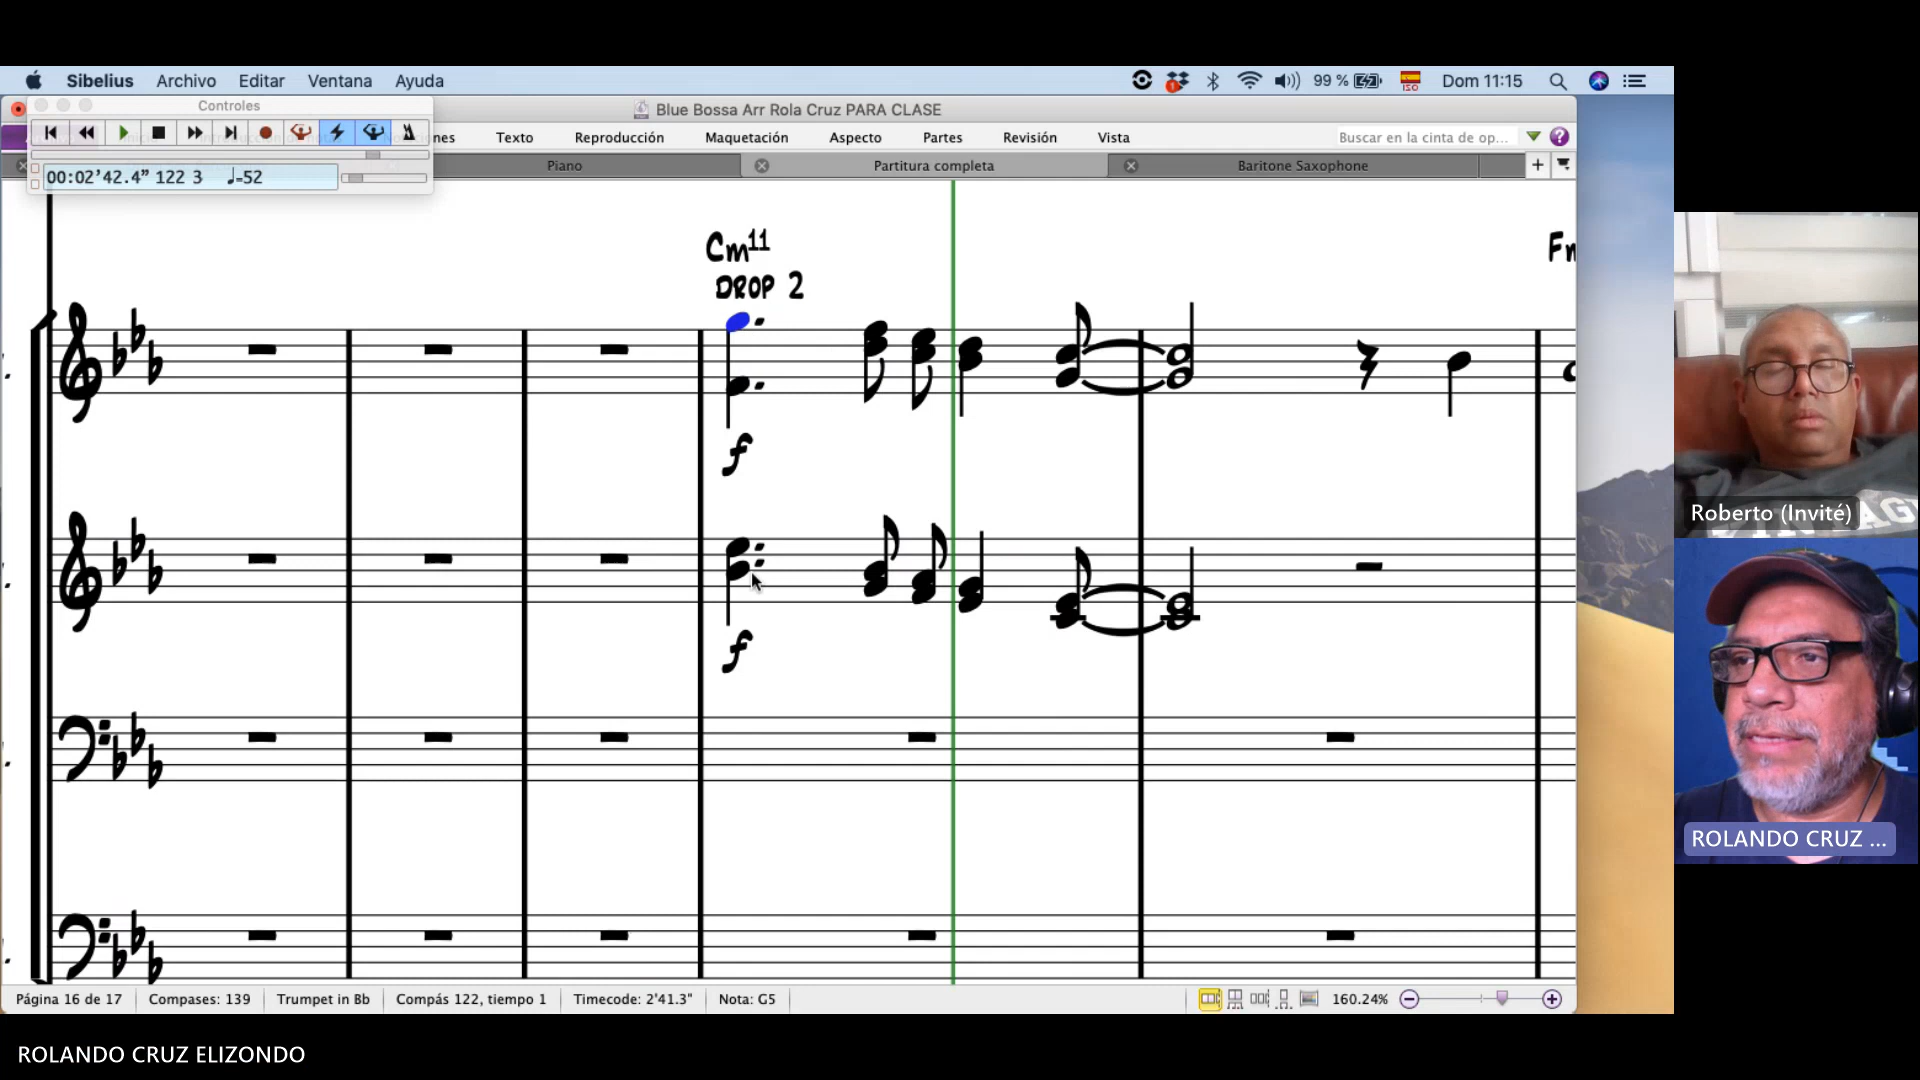 Sibelius Archivo Editar Ventana Ayuda 99 % ISO Dom 11:15
Controles
Blue Bossa Arr Rola Cruz PARA CLASE
nes Texto Reproducción Maquetación Aspecto Partes Revisión Vista Buscar en la cinta de op...
Piano Partitura completa Baritone Saxophone
00:02'42.4" 122 3 ♩=52
Cm11
DROP 2
f
f
Página 16 de 17 Compases: 139 Trumpet in Bb Compás 122, tiempo 1 Timecode: 2'41.3" Nota: G5 160.24%
Roberto (Invité)
ROLANDO CRUZ ...
ROLANDO CRUZ ELIZONDO